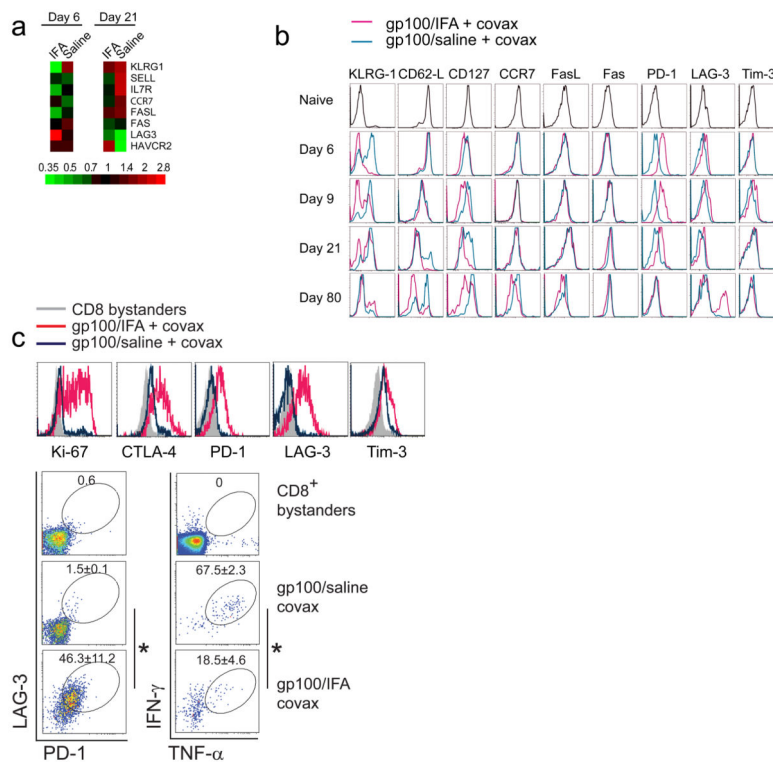 a
Day 6 Day 21
IFA Saline IFA Saline
KLRG1
SELL
IL7R
CCR7
FASL
FAS
LAG3
HAVCR2
0.35 0.5 0.7 1 1.4 2 2.8
b
gp100/IFA + covax
gp100/saline + covax
KLRG-1 CD62-L CD127 CCR7 FasL Fas PD-1 LAG-3 Tim-3
Naive
Day 6
Day 9
Day 21
Day 80
CD8 bystanders
gp100/IFA + covax
gp100/saline + covax
c
Ki-67 CTLA-4 PD-1 LAG-3 Tim-3
0.6 0 CD8+
bystanders
1.5±0.1 67.5±2.3 gp100/saline
covax
* *
46.3±11.2 18.5±4.6 gp100/IFA
covax
LAG-3 IFN-γ
PD-1 TNF-α